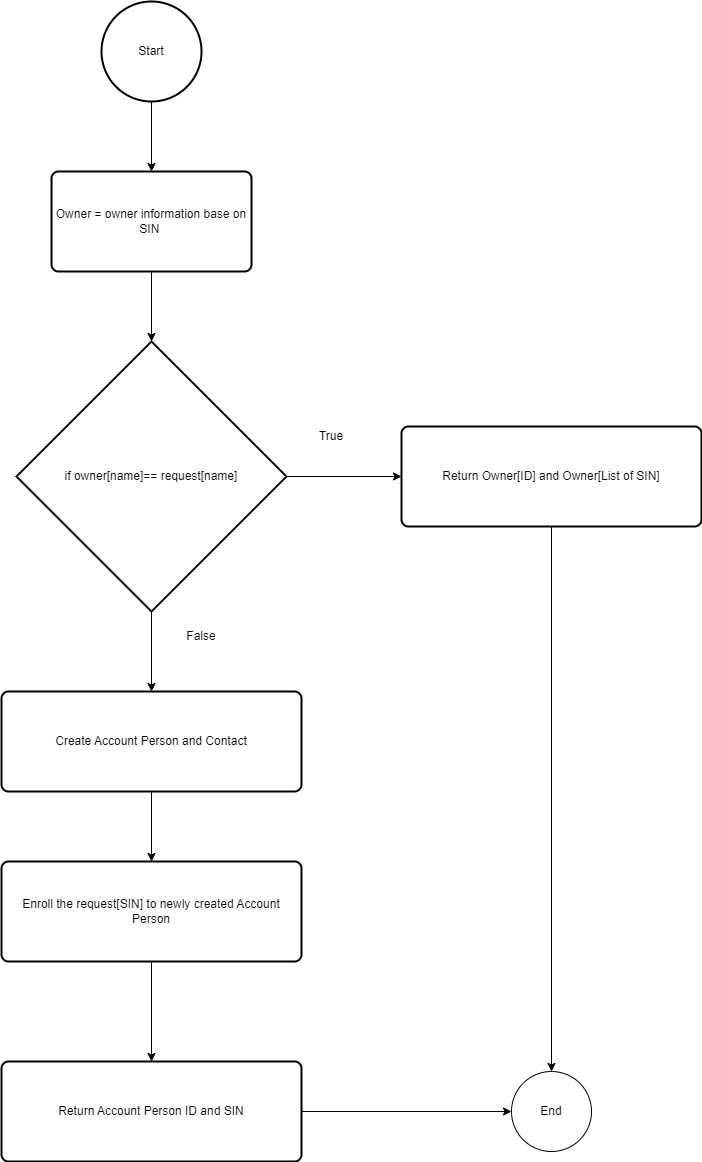 Start
Owner = owner information base on
SIN
if owner[name]== request[name]
True
Return Owner[ID] and Owner[List of SIN]
False
Create Account Person and Contact
Enroll the request[SIN] to newly created Account
Person
Return Account Person ID and SIN
End